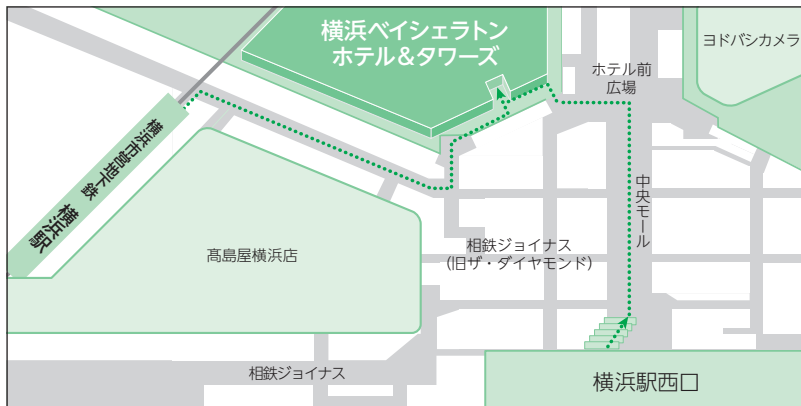 横浜ベイシェラトン
ホテル&タワーズ
ヨドバシカメラ
ホテル前
広場
横浜市営地下鉄
横浜駅
中央モール
相鉄ジョイナス
(旧ザ・ダイヤモンド)
髙島屋横浜店
相鉄ジョイナス
横浜駅西口